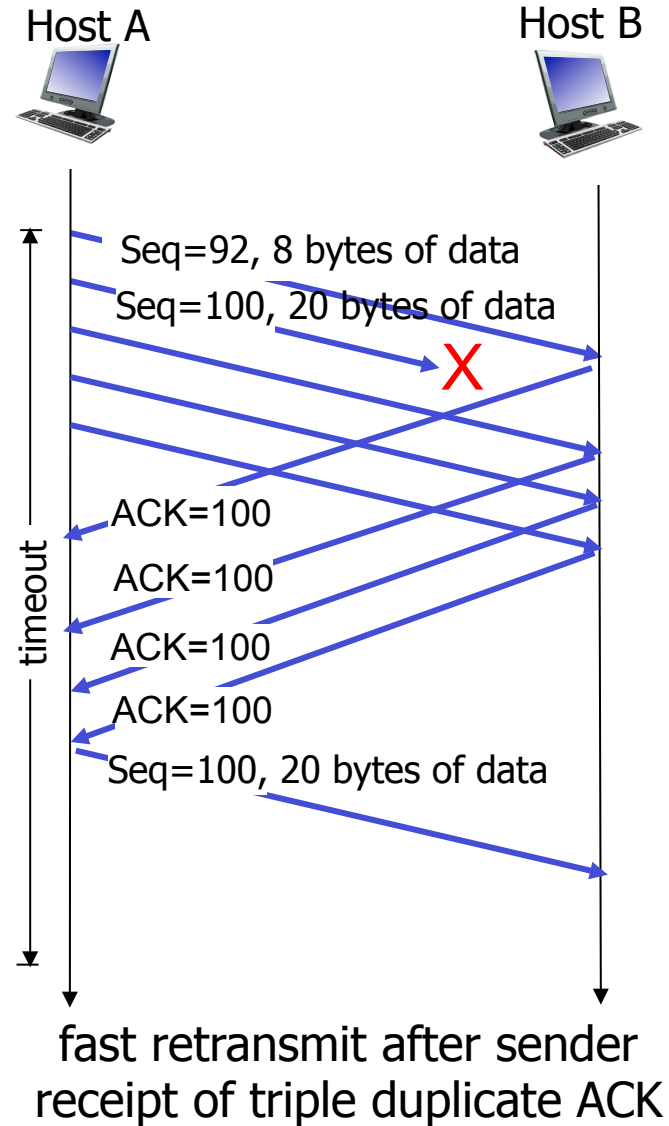 Host A
Host B
Seq=92, 8 bytes of data
Seq=100, 20 bytes of data
X
timeout
ACK=100
ACK=100
ACK=100
ACK=100
Seq=100, 20 bytes of data
fast retransmit after sender
receipt of triple duplicate ACK